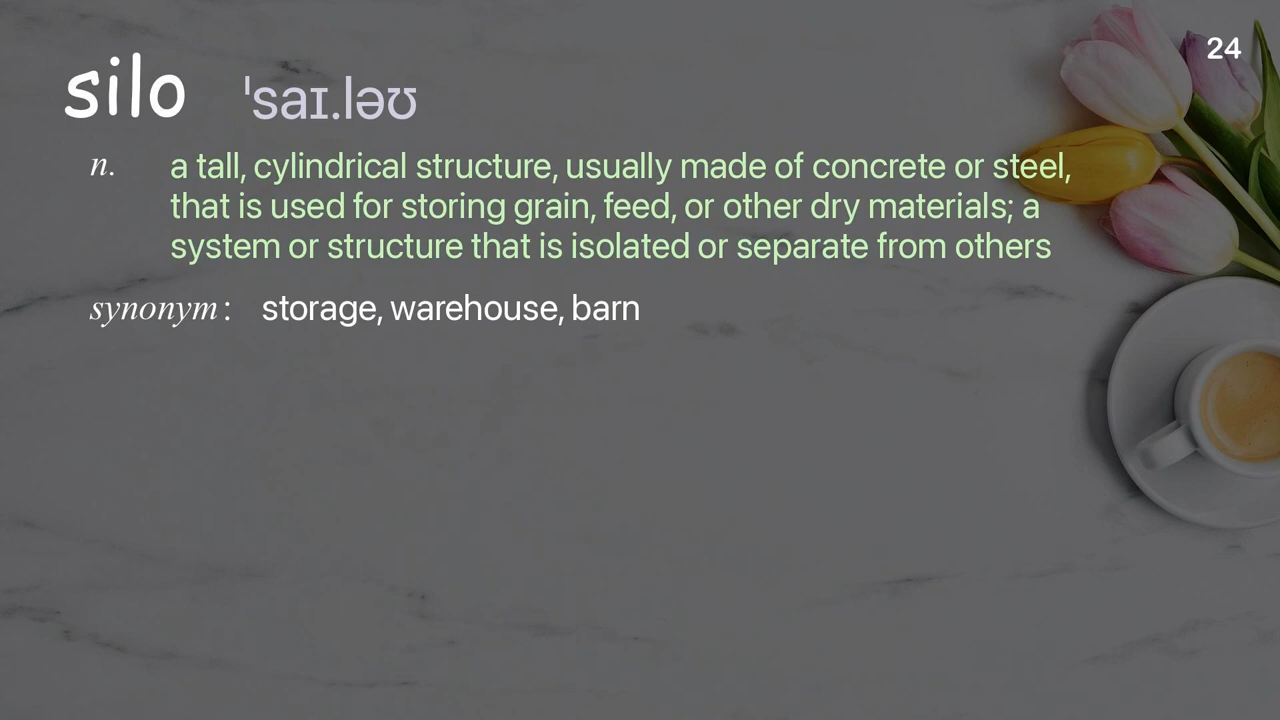 24
silo ˈsaɪ.ləʊ
n. a tall, cylindrical structure, usually made of concrete or steel,
that is used for storing grain, feed, or other dry materials; a
system or structure that is isolated or separate from others
synonym: storage, warehouse, barn